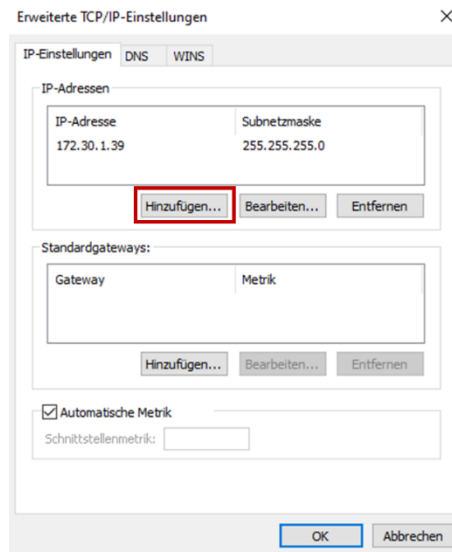 Erweiterte TCP/IP-Einstellungen
IP-Einstellungen DNS WINS
IP-Adressen
IP-Adresse Subnetzmaske
172.30.1.39 255.255.255.0
Hinzufügen... Bearbeiten... Entfernen
Standardgateways:
Gateway Metrik
Hinzufügen... Bearbeiten... Entfernen
Automatische Metrik
Schnittstellenmetrik:
OK Abbrechen